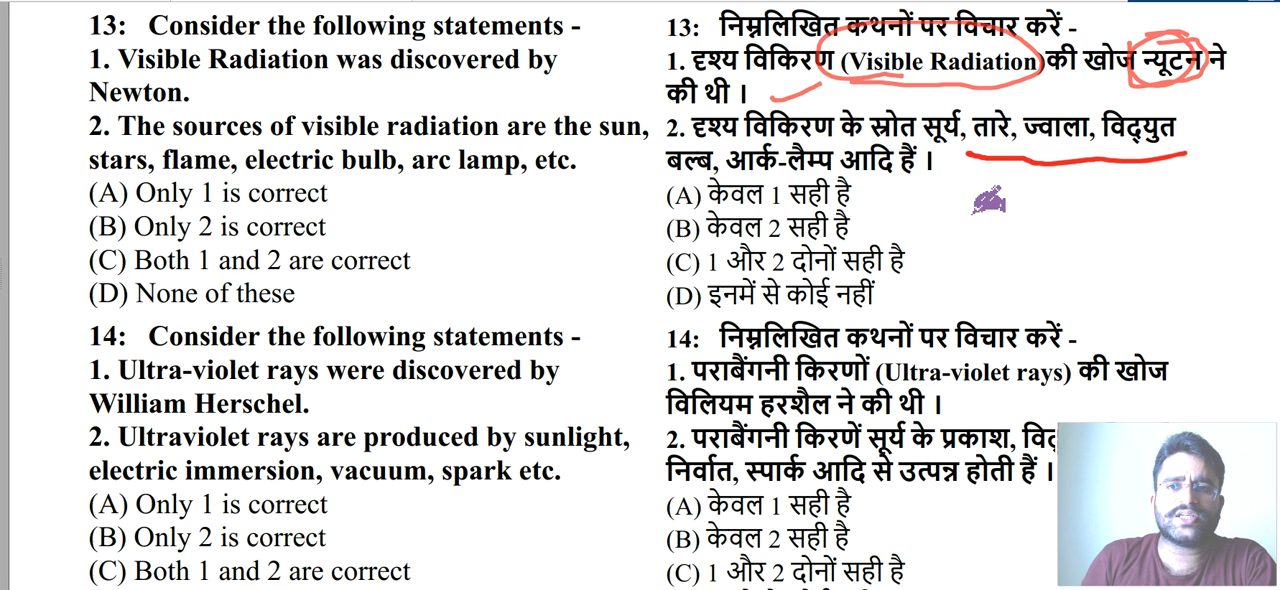 13: Consider the following statements -
1. Visible Radiation was discovered by
Newton.
2. The sources of visible radiation are the sun,
stars, flame, electric bulb, arc lamp, etc.
(A) Only 1 is correct
(B) Only 2 is correct
(C) Both 1 and 2 are correct
(D) None of these
14: Consider the following statements -
1. Ultra-violet rays were discovered by
William Herschel.
2. Ultraviolet rays are produced by sunlight,
electric immersion, vacuum, spark etc.
(A) Only 1 is correct
(B) Only 2 is correct
(C) Both 1 and 2 are correct
13: निम्नलिखित कथनों पर विचार करें -
1. दृश्य विकिरण (Visible Radiation) की खोज न्यूटन ने
की थी ।
2. दृश्य विकिरण के स्रोत सूर्य, तारे, ज्वाला, विद्युत
बल्ब, आर्क-लैम्प आदि हैं ।
(A) केवल 1 सही है
(B) केवल 2 सही है
(C) 1 और 2 दोनों सही है
(D) इनमें से कोई नहीं
14: निम्नलिखित कथनों पर विचार करें -
1. पराबैंगनी किरणों (Ultra-violet rays) की खोज
विलियम हरशैल ने की थी ।
2. पराबैंगनी किरणें सूर्य के प्रकाश,
निर्वात, स्पार्क आदि से उत्पन्न होती हैं ।
(A) केवल 1 सही है
(B) केवल 2 सही है
(C) 1 और 2 दोनों सही है